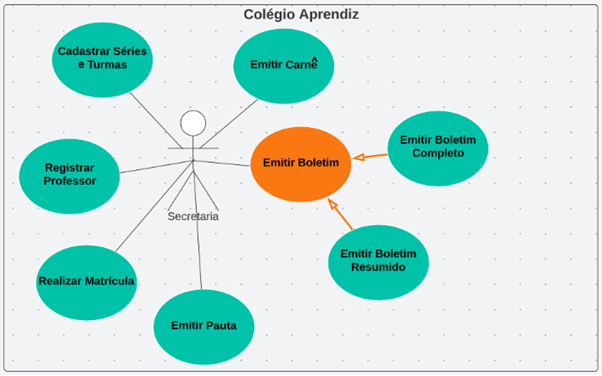 Colégio Aprendiz
Cadastrar Séries
e Turmas
Emitir Carnê
Emitir Boletim
Emitir Boletim
Completo
Registrar
Professor
Secretaria
Emitir Boletim
Resumido
Realizar Matrícula
Emitir Pauta